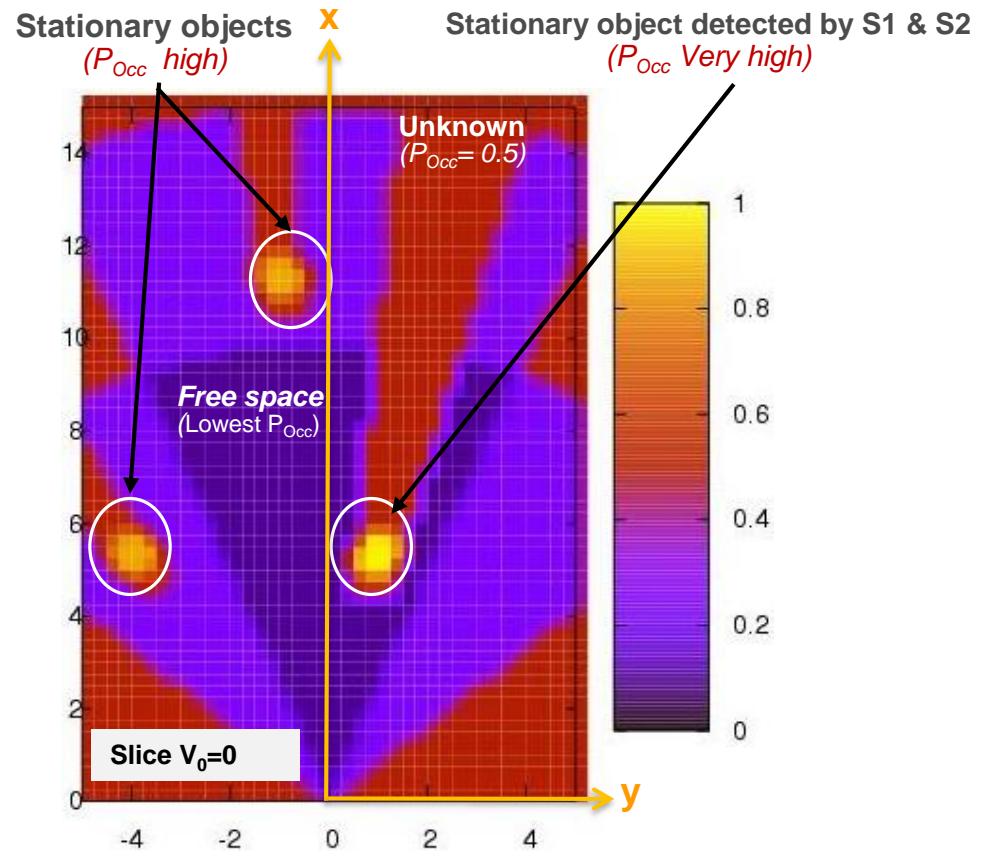 Stationary objects
(P_Occ high)
x
Stationary object detected by S1 & S2
(P_Occ Very high)
Unknown
(P_Occ= 0.5)
Free space
(Lowest P_Occ)
Slice V_0=0
y
14
12
10
8
6
4
2
0
-4
-2
0
2
4
1
0.8
0.6
0.4
0.2
0